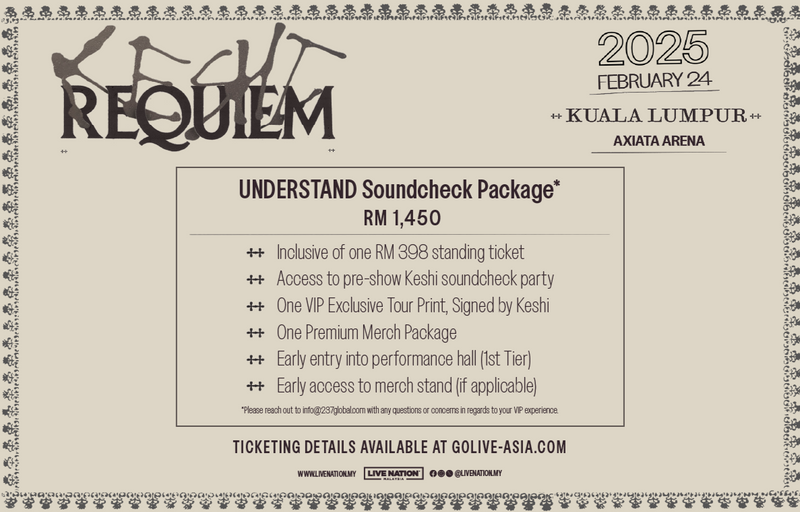 KESHI
REQUIEM
2025
FEBRUARY 24
KUALA LUMPUR
AXIATA ARENA
UNDERSTAND Soundcheck Package*
RM 1,450
Inclusive of one RM 398 standing ticket
Access to pre-show Keshi soundcheck party
One VIP Exclusive Tour Print, Signed by Keshi
One Premium Merch Package
Early entry into performance hall (1st Tier)
Early access to merch stand (if applicable)
*Please reach out to info@237global.com with any questions or concerns in regards to your VIP experience.
TICKETING DETAILS AVAILABLE AT GOLIVE-ASIA.COM
WWW.LIVENATION.MY LIVE NATION MALAYSIA @LIVENATION.MY